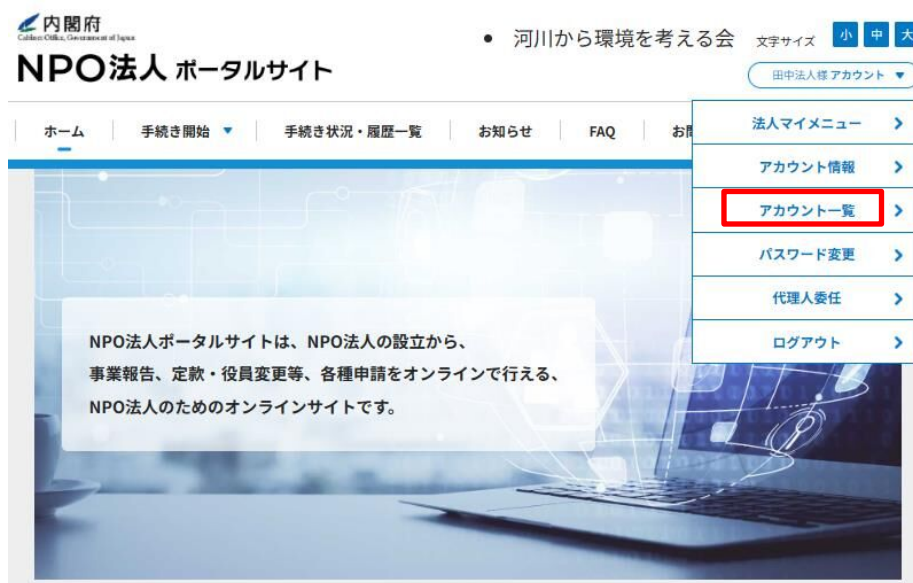 内閣府
Cabinet Office, Government of Japan
NPO法人 ポータルサイト
• 河川から環境を考える会
文字サイズ 小 中 大
田中法人様 アカウント ▼
ホーム 手続き開始 ▼ 手続き状況・履歴一覧 お知らせ FAQ お問
法人マイメニュー
アカウント情報
アカウント一覧
パスワード変更
代理人委任
ログアウト
NPO法人ポータルサイトは、NPO法人の設立から、
事業報告、定款・役員変更等、各種申請をオンラインで行える、
NPO法人のためのオンラインサイトです。